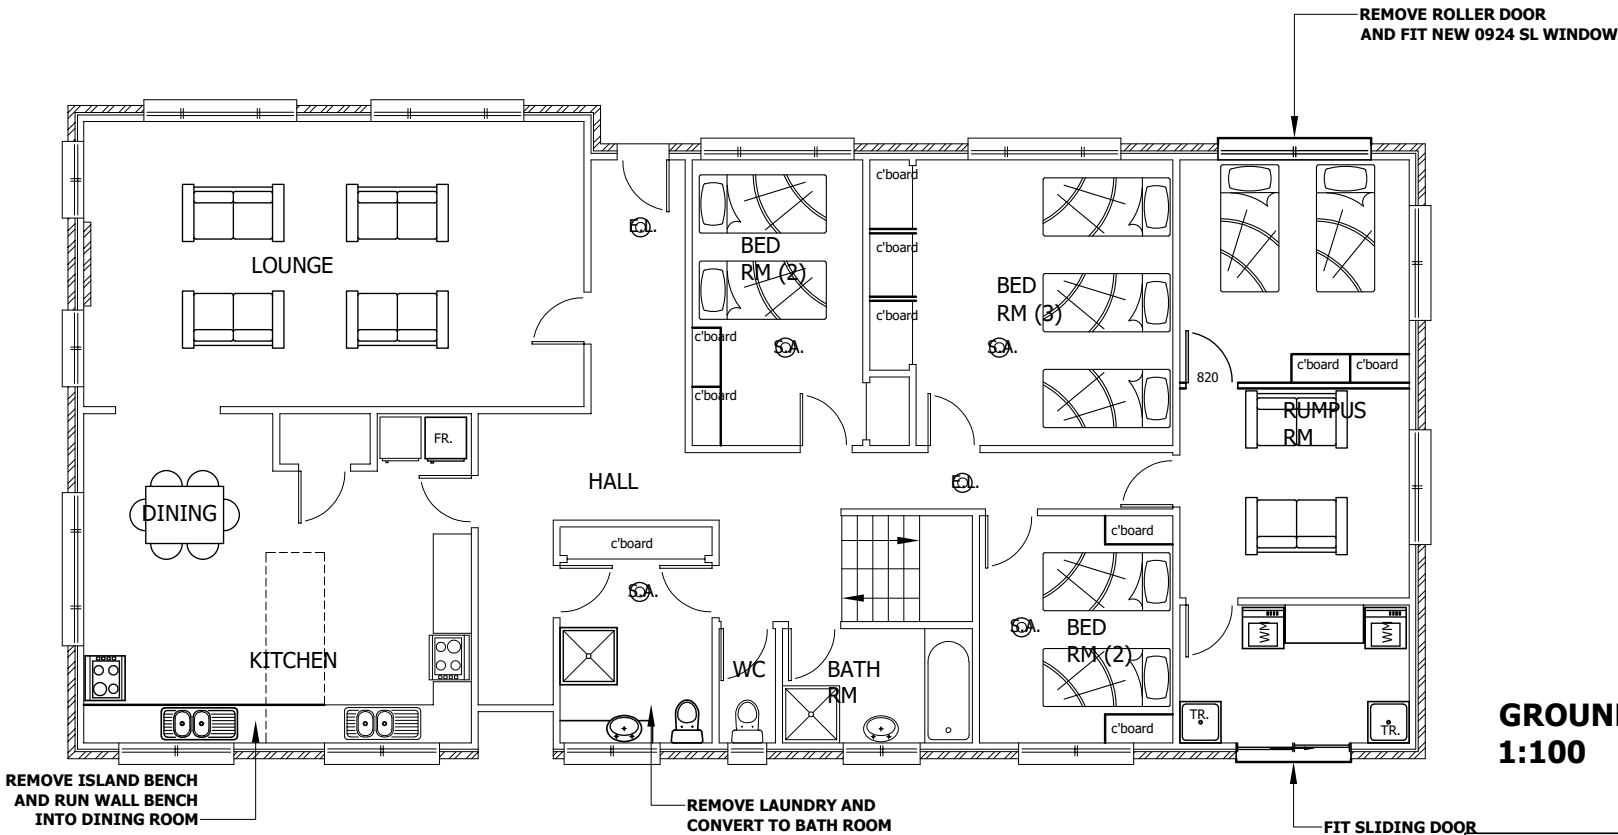 REMOVE ROLLER DOOR
AND FIT NEW 0924 SL WINDOW
c'board
E.L.
BED
RM (2)
c'board
LOUNGE
BED
RM (3)
c'board
c'board
S.A.
S.A.
c'board
c'board
c'board
820
c'board
RUMPUS
RM
FR.
HALL
E.L.
DINING
c'board
c'board
S.A.
S.A.
BED
RM (2)
WM
WM
KITCHEN
WC
BATH
RM
TR.
TR.
c'board
GROUN
1:100
REMOVE ISLAND BENCH
AND RUN WALL BENCH
INTO DINING ROOM
REMOVE LAUNDRY AND
CONVERT TO BATH ROOM
FIT SLIDING DOOR